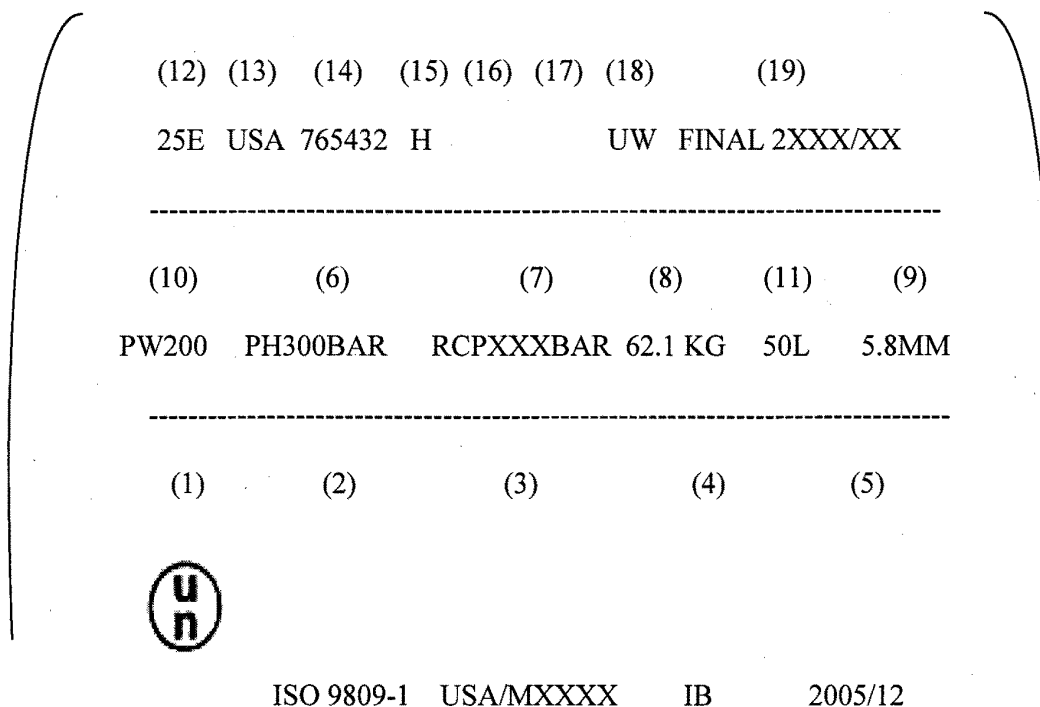 (12) (13) (14) (15) (16) (17) (18) (19)
25E USA 765432 H UW FINAL 2XXX/XX
(10) (6) (7) (8) (11) (9)
PW200 PH300BAR RCPXXXBAR 62.1 KG 50L 5.8MM
(1) (2) (3) (4) (5)
u
n
ISO 9809-1 USA/MXXXX IB 2005/12